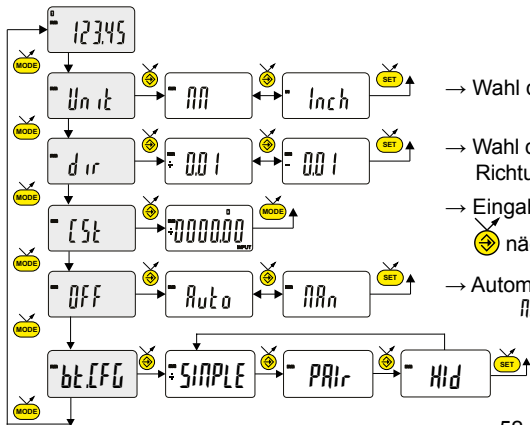 123.45
MODE
Unit MM Inch SET → Wahl d
MODE
dir + 0.01 - 0.01 SET → Wahl d
Richtu
MODE
CSt +0000.00 INPUT MODE → Eingal
nä
MODE
OFF Auto MAn SET → Autom
MODE
bt.CFG SIMPLE PAIr HId SET
MODE